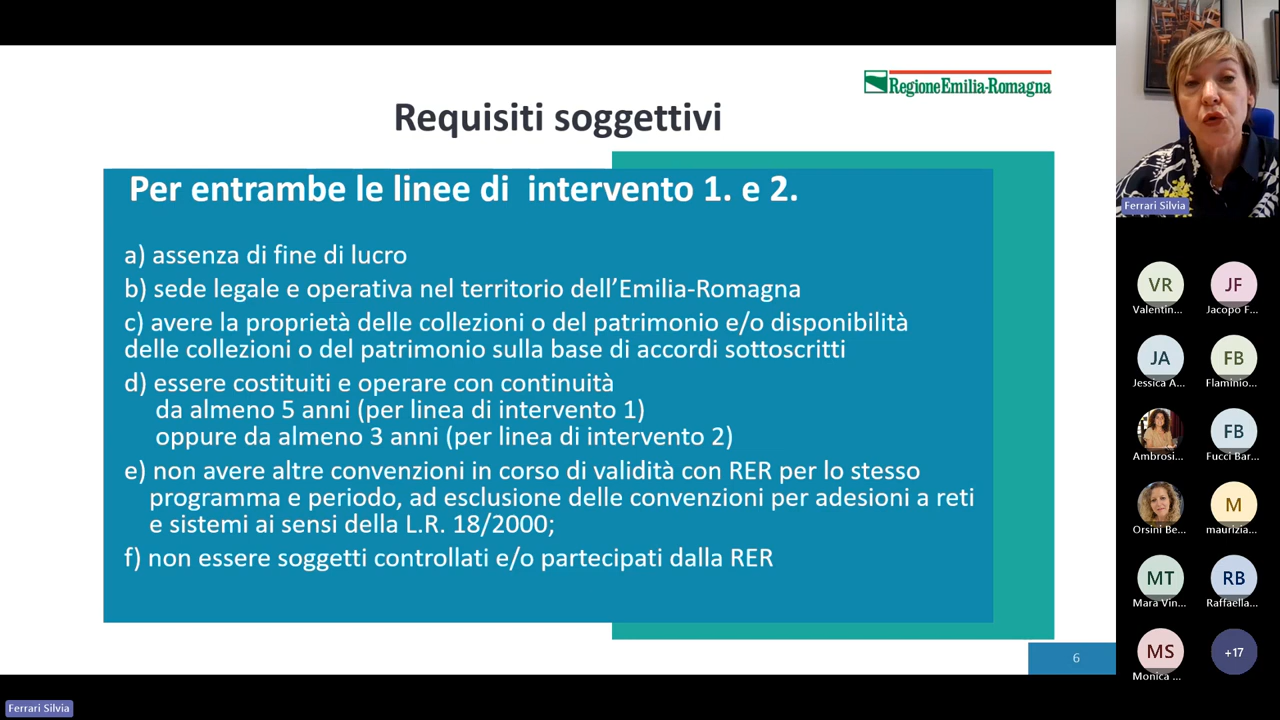 RegioneEmilia-Romagna
Requisiti soggettivi
Per entrambe le linee di intervento 1. e 2.
a) assenza di fine di lucro
b) sede legale e operativa nel territorio dell’Emilia-Romagna
c) avere la proprietà delle collezioni o del patrimonio e/o disponibilità
delle collezioni o del patrimonio sulla base di accordi sottoscritti
d) essere costituiti e operare con continuità
da almeno 5 anni (per linea di intervento 1)
oppure da almeno 3 anni (per linea di intervento 2)
e) non avere altre convenzioni in corso di validità con RER per lo stesso
programma e periodo, ad esclusione delle convenzioni per adesioni a reti
e sistemi ai sensi della L.R. 18/2000;
f) non essere soggetti controllati e/o partecipati dalla RER
6
Ferrari Silvia
Ferrari Silvia
VR
JF
Valentin...
Jacopo F...
JA
FB
Jessica A...
Flaminio...
FB
Ambrosi...
Fucci Bar...
M
Orsini Be...
maurizia...
MT
RB
Mara Vin...
Raffaella...
MS
+17
Monica ...